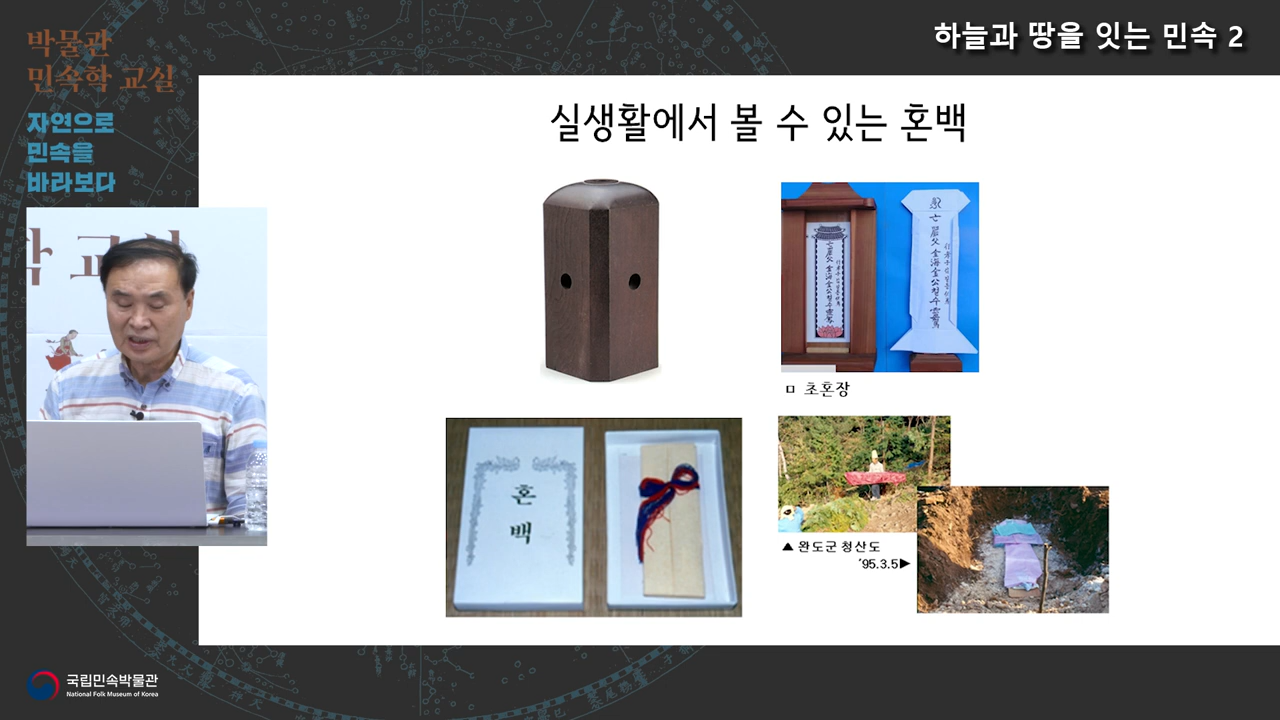 하늘과 땅을 잇는 민속 2
박물관
민속학 교실
자연으로
민속을
바라보다
실생활에서 볼 수 있는 혼백
ㅁ 초혼장
혼
백
▲ 완도군 청산도
'95.3.5▶
국립민속박물관
National Folk Museum of Korea